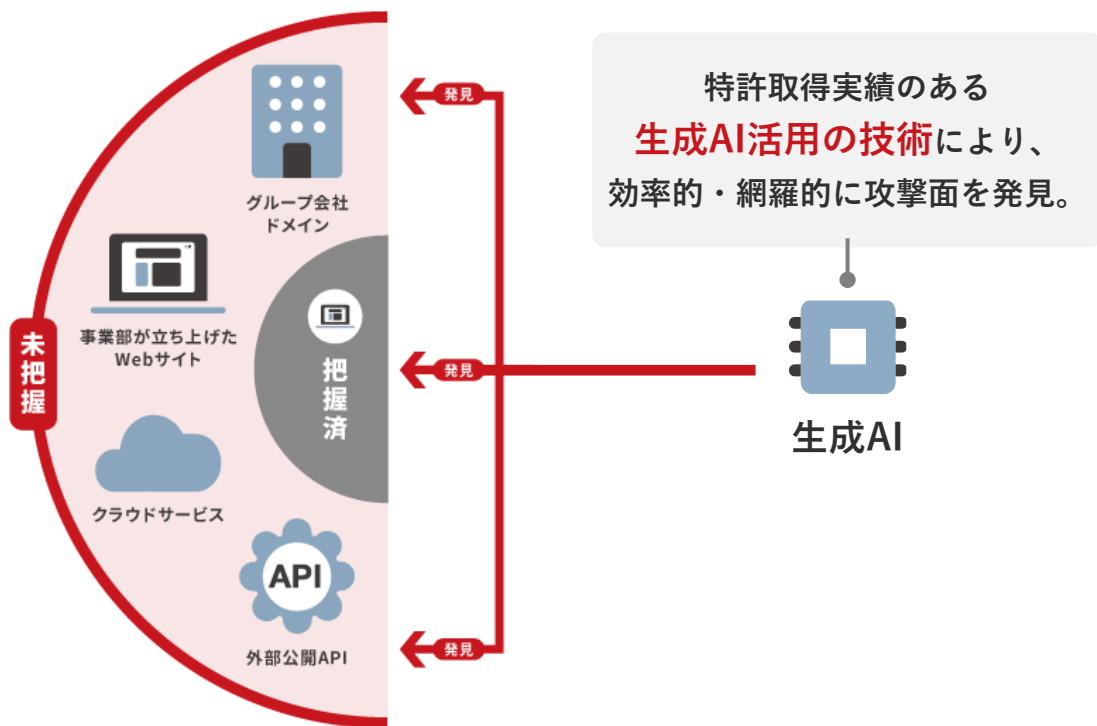 特許取得実績のある
生成AI活用の技術により、
効率的・網羅的に攻撃面を発見。
生成AI
発見
発見
発見
グループ会社
ドメイン
事業部が立ち上げた
Webサイト
未把握
把握済
クラウドサービス
API
外部公開API